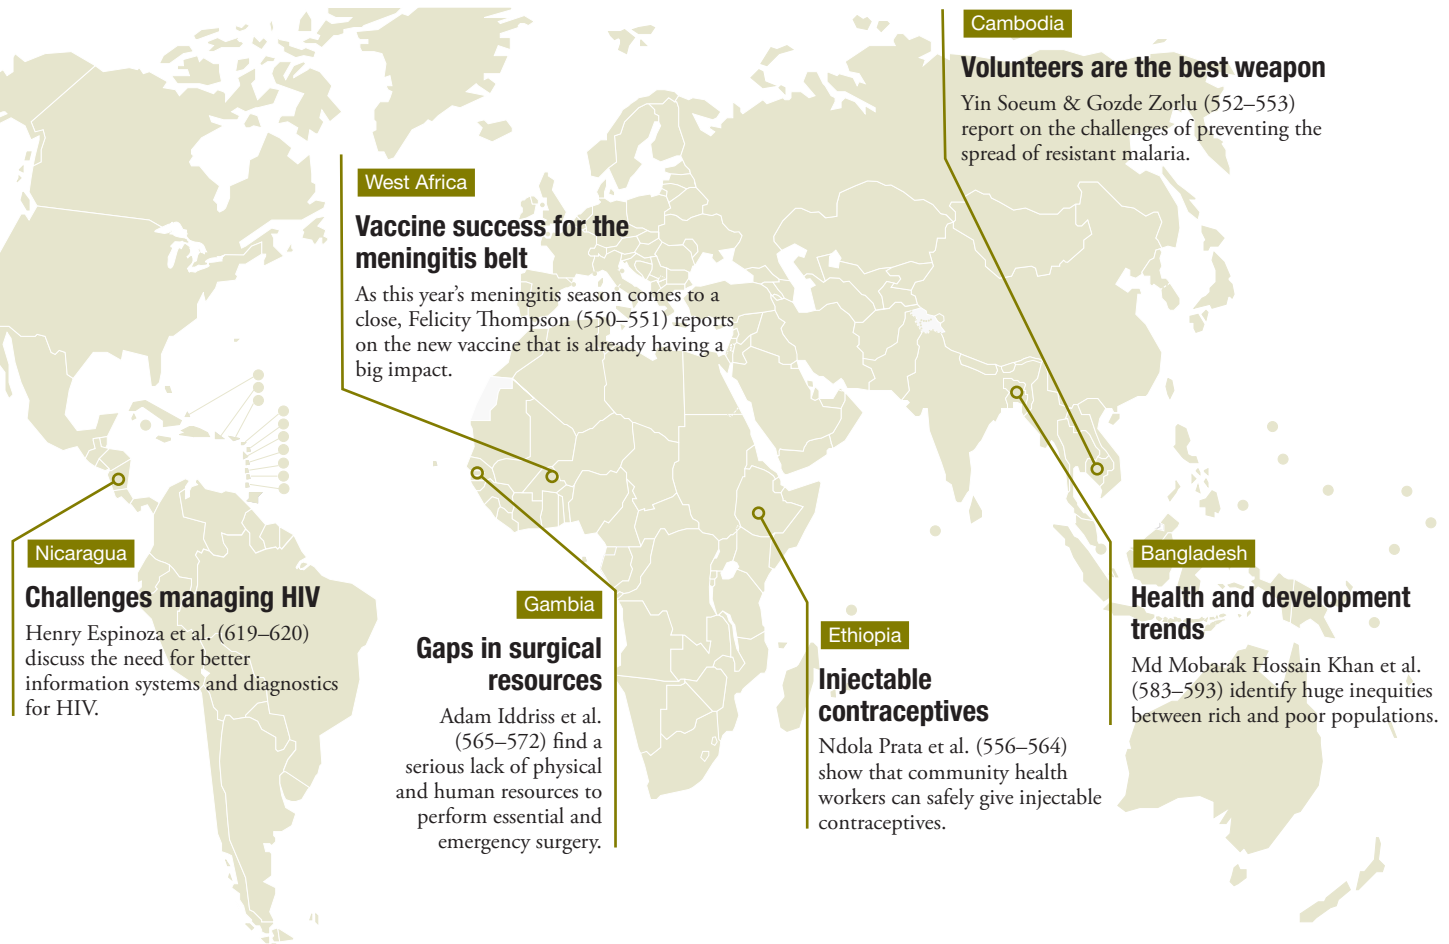 Cambodia
Volunteers are the best weapon
Yin Soeum & Gozde Zorlu (552–553)
report on the challenges of preventing the
spread of resistant malaria.
West Africa
Vaccine success for the
meningitis belt
As this year’s meningitis season comes to a
close, Felicity Thompson (550–551) reports
on the new vaccine that is already having a
big impact.
Nicaragua
Challenges managing HIV
Henry Espinoza et al. (619–620)
discuss the need for better
information systems and diagnostics
for HIV.
Gambia
Gaps in surgical
resources
Adam Iddriss et al.
(565–572) find a
serious lack of physical
and human resources to
perform essential and
emergency surgery.
Ethiopia
Injectable
contraceptives
Ndola Prata et al. (556–564)
show that community health
workers can safely give injectable
contraceptives.
Bangladesh
Health and development
trends
Md Mobarak Hossain Khan et al.
(583–593) identify huge inequities
between rich and poor populations.